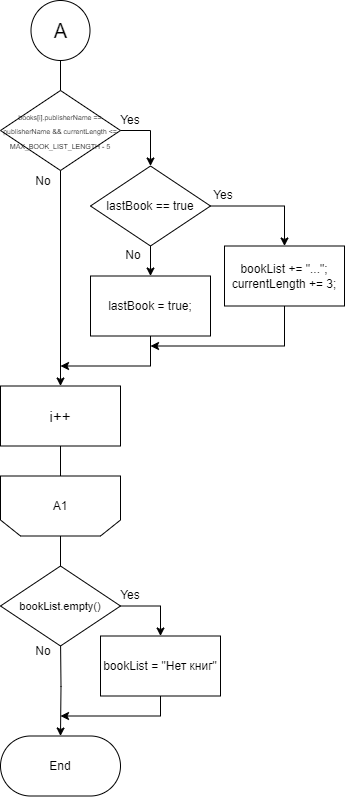 A
books[i].publisherName ==
publisherName && currentLength <=
MAX_BOOK_LIST_LENGTH - 5
Yes
No
lastBook == true
Yes
No
bookList += "...";
currentLength += 3;
lastBook = true;
i++
A1
bookList.empty()
Yes
No
bookList = "Нет книг"
End